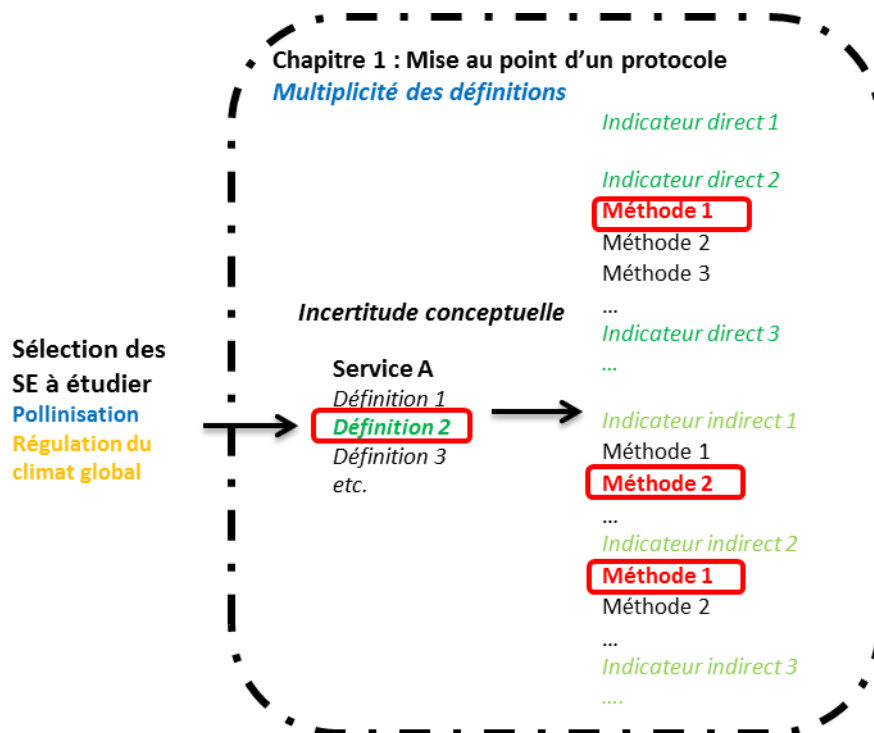 Chapitre 1 : Mise au point d’un protocole
Multiplicité des définitions
Sélection des
SE à étudier
Pollinisation
Régulation du
climat global
Incertitude conceptuelle
Service A
Définition 1
Définition 2
Définition 3
etc.
Indicateur direct 1
Indicateur direct 2
Méthode 1
Méthode 2
Méthode 3
...
Indicateur direct 3
...
Indicateur indirect 1
Méthode 1
Méthode 2
...
Indicateur indirect 2
Méthode 1
Méthode 2
...
Indicateur indirect 3
....